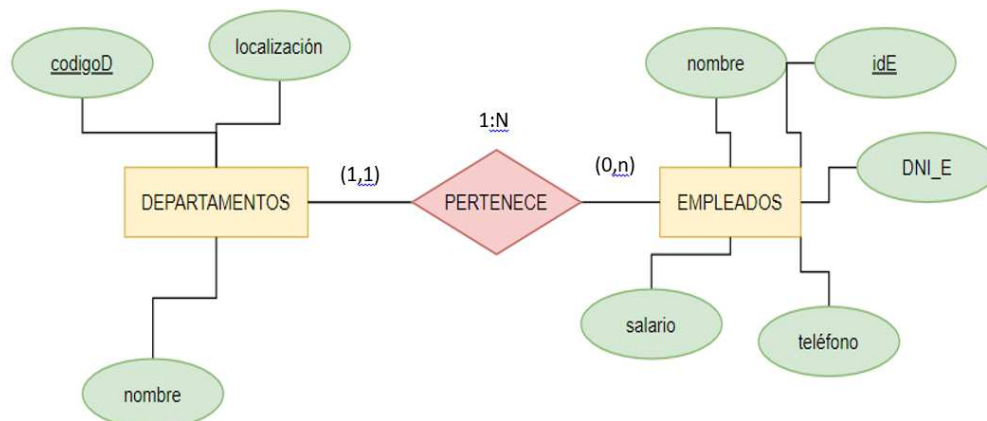 codigoD
localización
nombre
idE
1:N
(1,1)
(0,n)
DNI_E
DEPARTAMENTOS
PERTENECE
EMPLEADOS
salario
teléfono
nombre